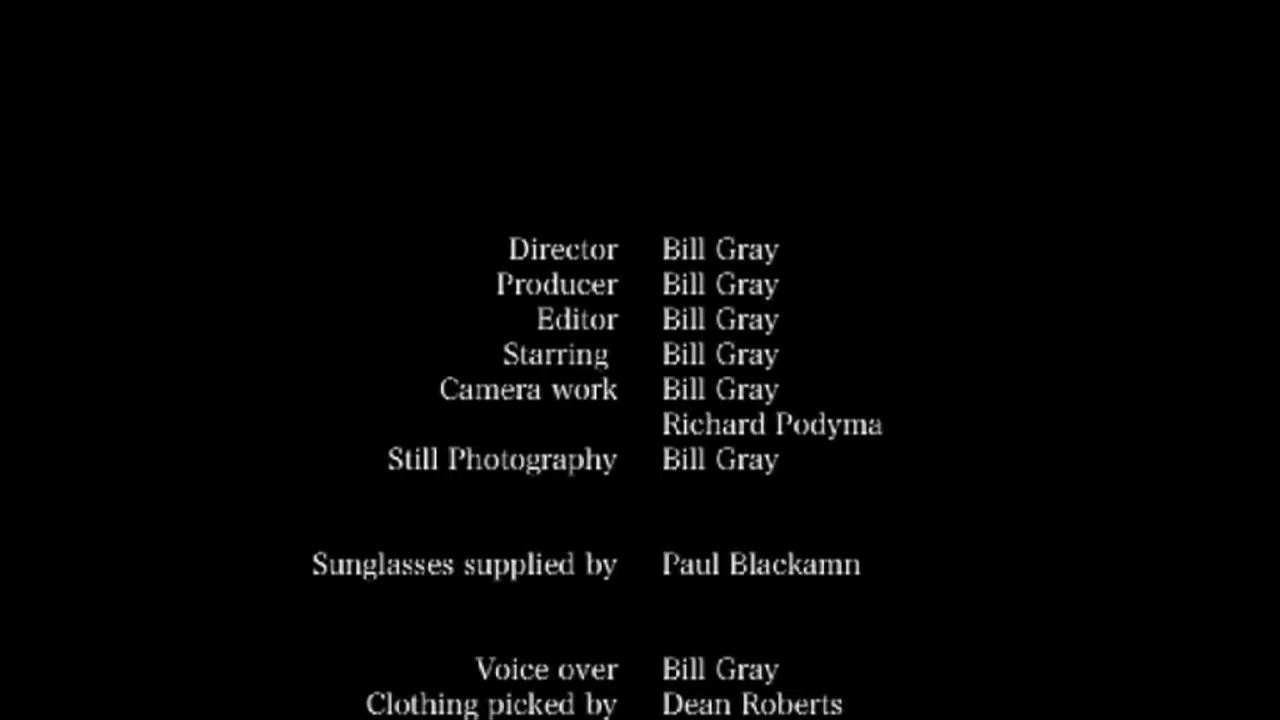 Director Bill Gray
Producer Bill Gray
Editor Bill Gray
Starring Bill Gray
Camera work Bill Gray
Richard Podyma
Still Photography Bill Gray
Sunglasses supplied by Paul Blackamn
Voice over Bill Gray
Clothing picked by Dean Roberts